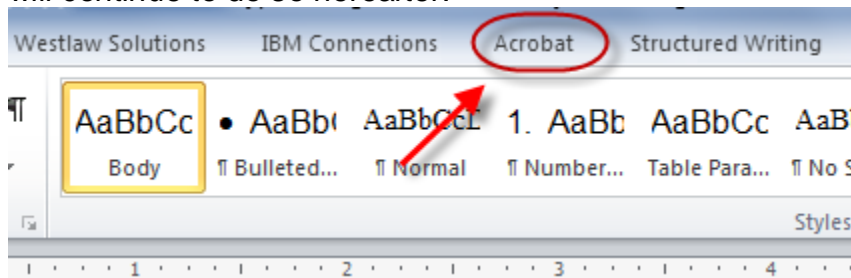 Westlaw Solutions IBM Connections Acrobat Structured Writing
¶ AaBbCc • AaBb( AaBbCcD 1. AaBb AaBbCc AaB
Body ¶ Bulleted... ¶ Normal ¶ Number... Table Para... ¶ No S
Styles
1 2 3 4